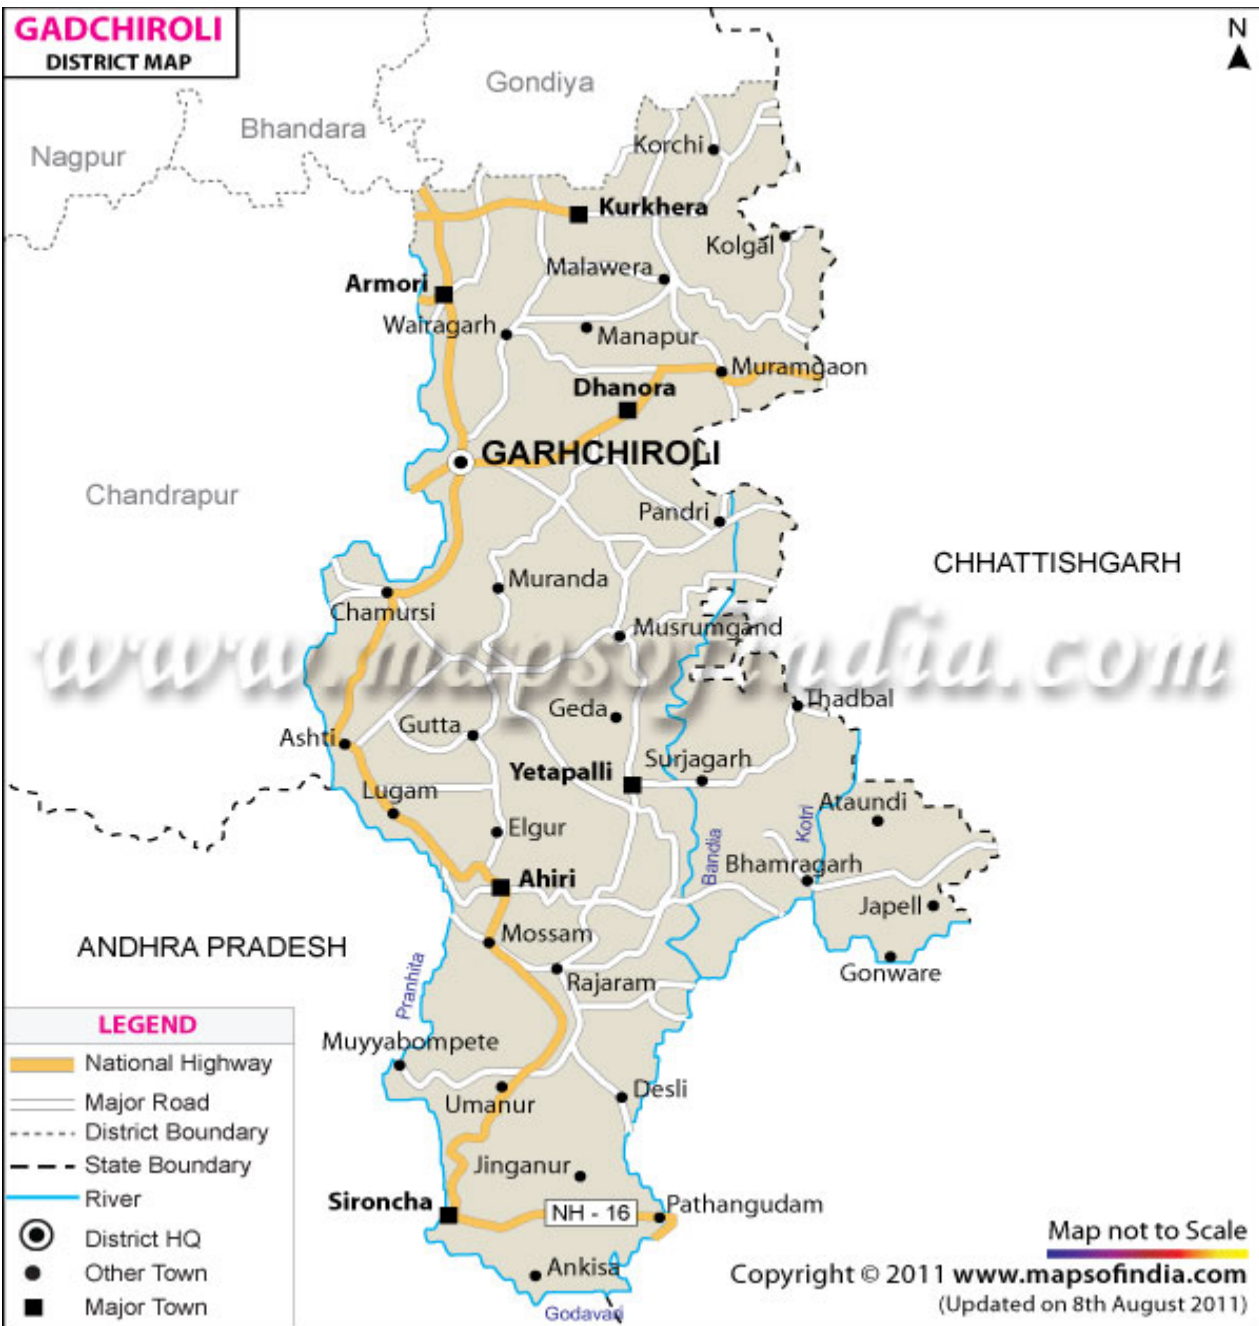 GADCHIROLI
DISTRICT MAP
N
Gondiya
Bhandara
Nagpur
Korchi
Kurkhera
Kolgal
Malawera
Armori
Wairagarh
Manapur
Muramgaon
Dhanora
GARHCHIROLI
Chandrapur
Pandri
CHHATTISHGARH
Muranda
Chamursi
Musrumgand
www.mapsofindia.com
Thadbal
Geda
Gutta
Ashti
Surjagarh
Yetapalli
Lugam
Ataundi
Elgur
Kotri
Bandia
Bhamragarh
Ahiri
Japell
Mossam
ANDHRA PRADESH
Gonware
Rajaram
Pranhita
LEGEND
National Highway
Major Road
District Boundary
State Boundary
River
District HQ
Other Town
Major Town
Muyyabompete
Umanur
Desli
Jinganur
Sironcha
NH - 16
Pathangudam
Ankisa
Godavari
Map not to Scale
Copyright © 2011 www.mapsofindia.com
(Updated on 8th August 2011)